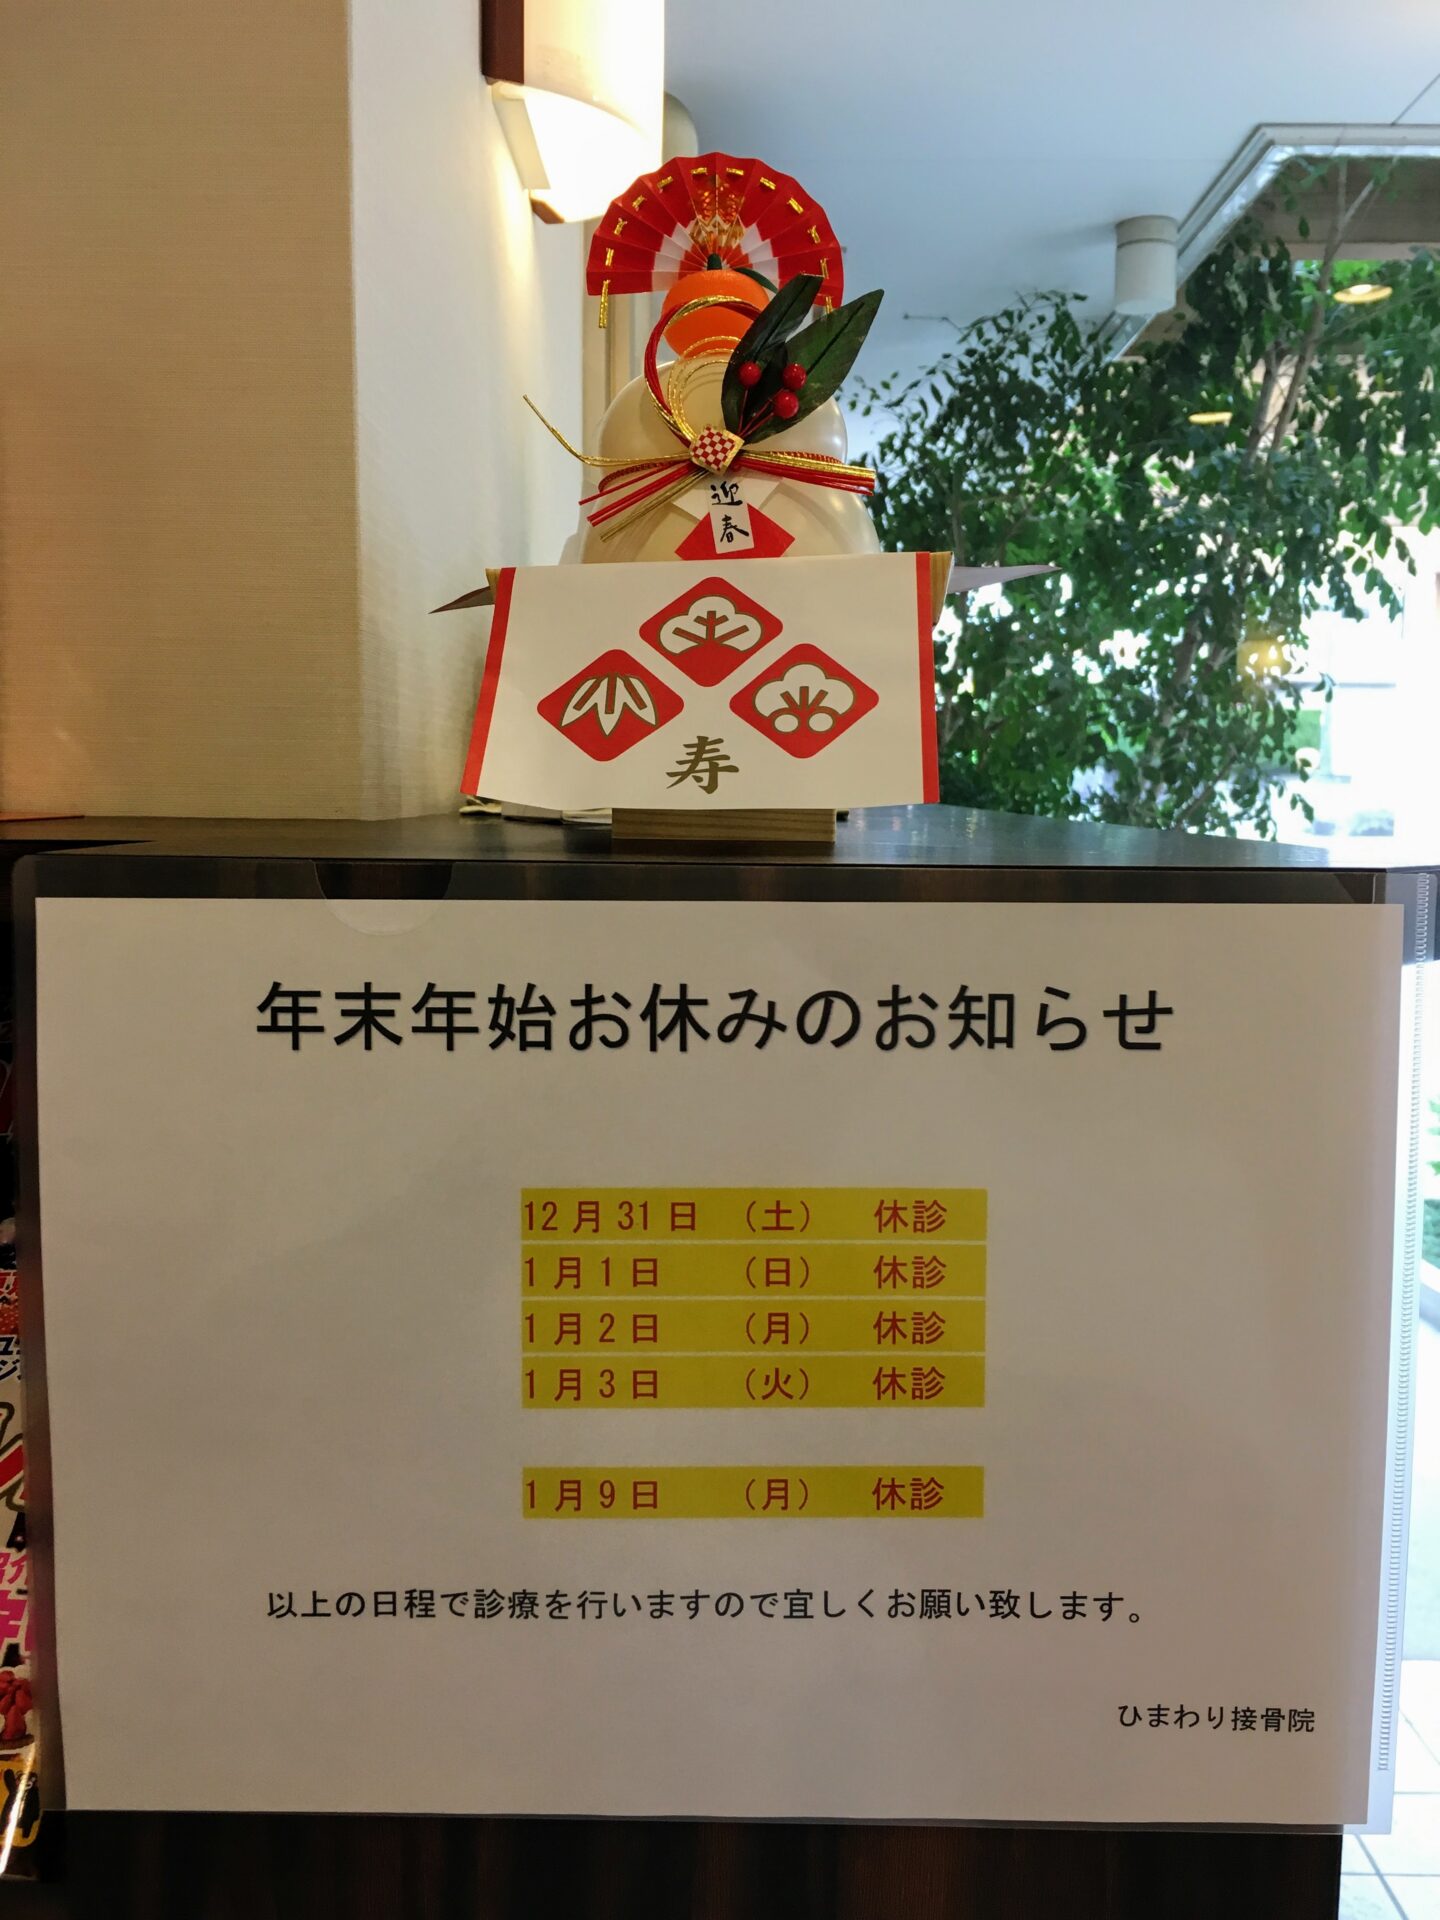 迎春
寿
年末年始お休みのお知らせ
12月31日 （土） 休診
1月1日 （日） 休診
1月2日 （月） 休診
1月3日 （火） 休診
1月9日 （月） 休診
以上の日程で診療を行いますので宜しくお願い致します。
ひまわり接骨院